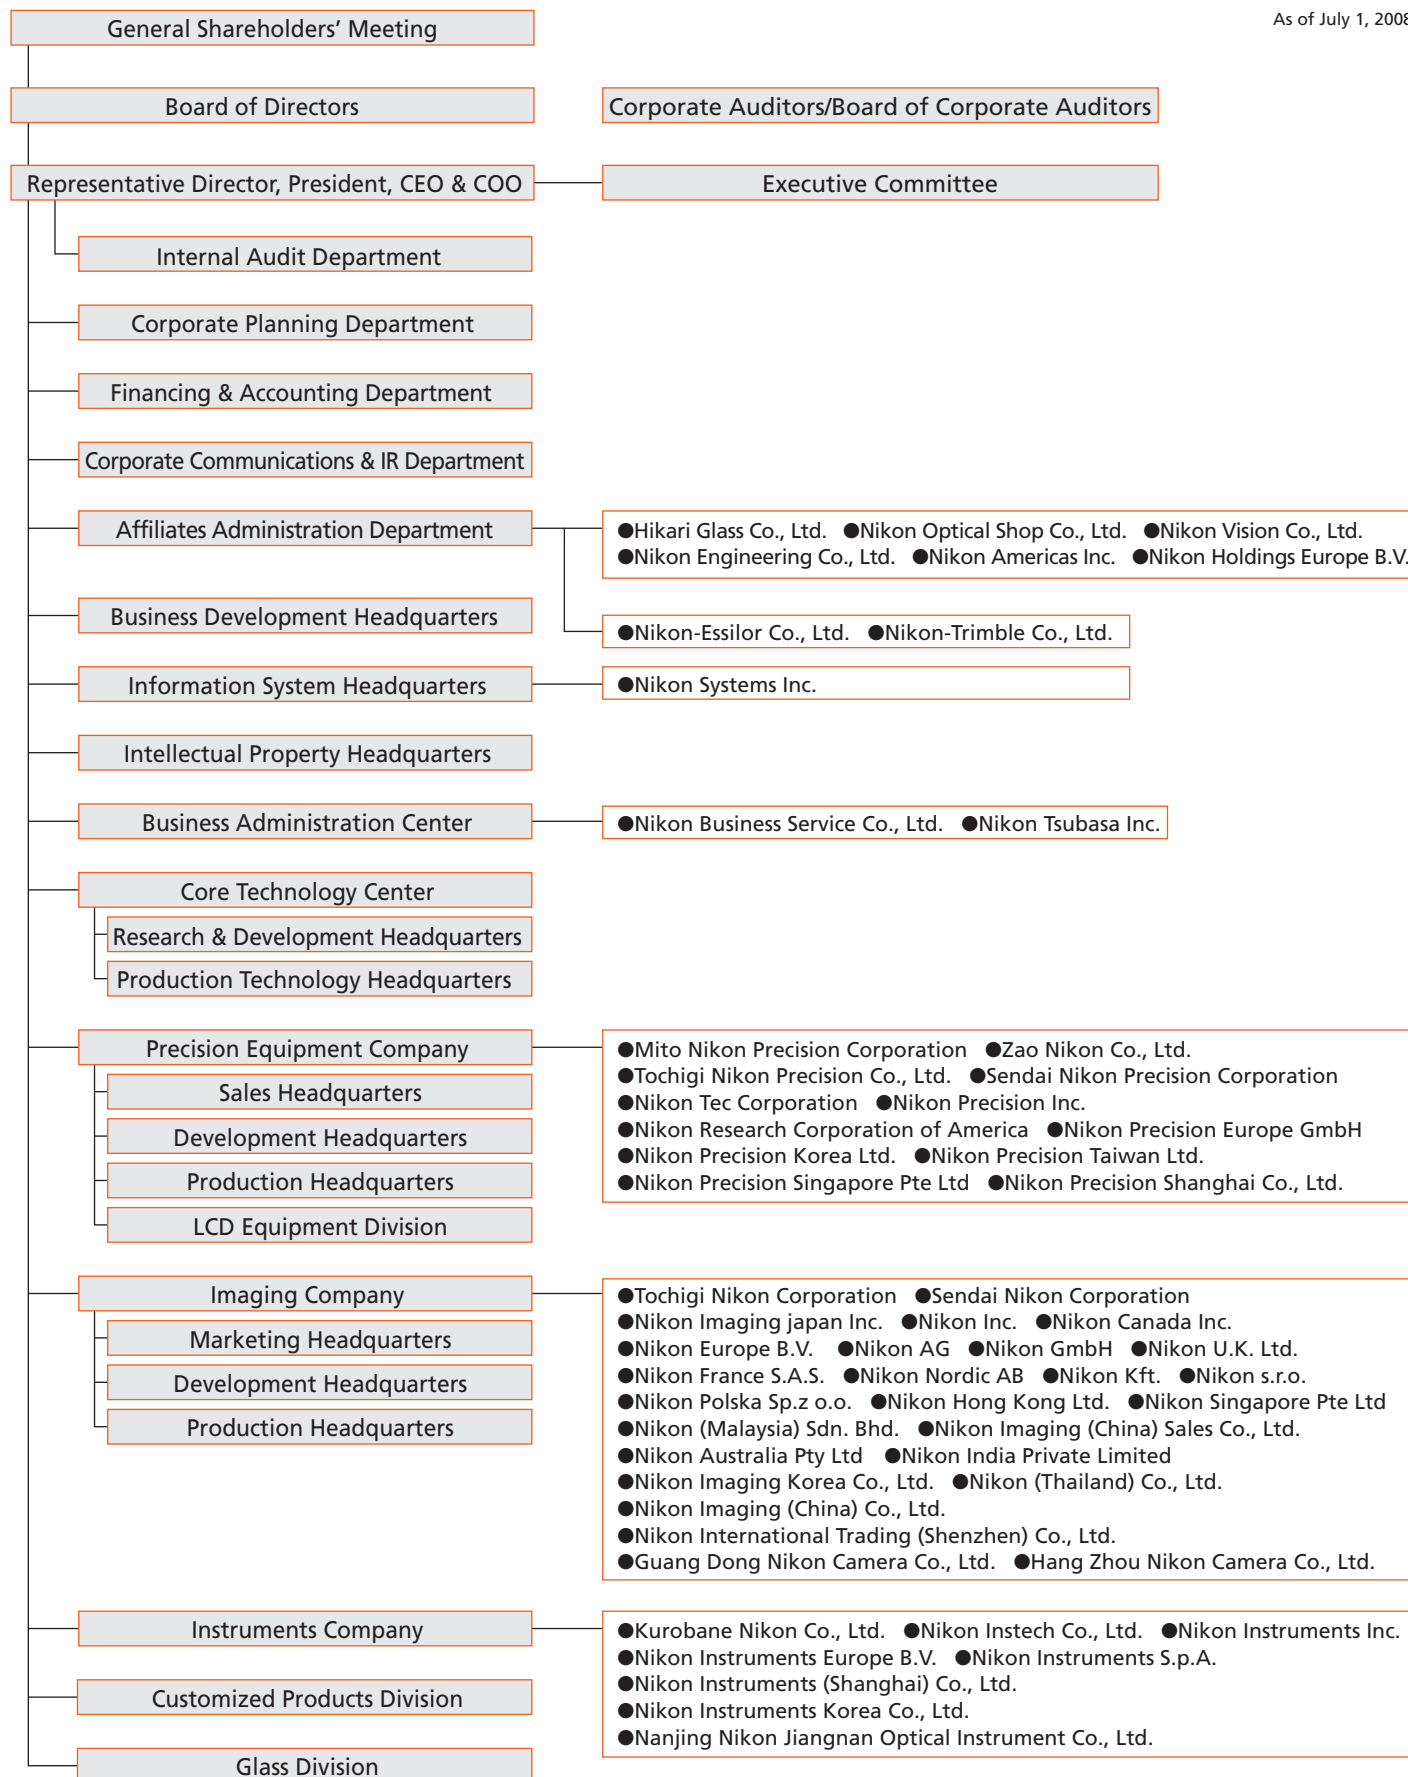 As of July 1, 2008
General Shareholders’ Meeting
Board of Directors
Corporate Auditors/Board of Corporate Auditors
Representative Director, President, CEO & COO
Executive Committee
Internal Audit Department
Corporate Planning Department
Financing & Accounting Department
Corporate Communications & IR Department
Affiliates Administration Department
●Hikari Glass Co., Ltd. ●Nikon Optical Shop Co., Ltd. ●Nikon Vision Co., Ltd.
●Nikon Engineering Co., Ltd. ●Nikon Americas Inc. ●Nikon Holdings Europe B.V.
Business Development Headquarters
●Nikon-Essilor Co., Ltd. ●Nikon-Trimble Co., Ltd.
Information System Headquarters
●Nikon Systems Inc.
Intellectual Property Headquarters
Business Administration Center
●Nikon Business Service Co., Ltd. ●Nikon Tsubasa Inc.
Core Technology Center
Research & Development Headquarters
Production Technology Headquarters
Precision Equipment Company
Sales Headquarters
Development Headquarters
Production Headquarters
LCD Equipment Division
●Mito Nikon Precision Corporation ●Zao Nikon Co., Ltd.
●Tochigi Nikon Precision Co., Ltd. ●Sendai Nikon Precision Corporation
●Nikon Tec Corporation ●Nikon Precision Inc.
●Nikon Research Corporation of America ●Nikon Precision Europe GmbH
●Nikon Precision Korea Ltd. ●Nikon Precision Taiwan Ltd.
●Nikon Precision Singapore Pte Ltd ●Nikon Precision Shanghai Co., Ltd.
Imaging Company
Marketing Headquarters
Development Headquarters
Production Headquarters
●Tochigi Nikon Corporation ●Sendai Nikon Corporation
●Nikon Imaging japan Inc. ●Nikon Inc. ●Nikon Canada Inc.
●Nikon Europe B.V. ●Nikon AG ●Nikon GmbH ●Nikon U.K. Ltd.
●Nikon France S.A.S. ●Nikon Nordic AB ●Nikon Kft. ●Nikon s.r.o.
●Nikon Polska Sp.z o.o. ●Nikon Hong Kong Ltd. ●Nikon Singapore Pte Ltd
●Nikon (Malaysia) Sdn. Bhd. ●Nikon Imaging (China) Sales Co., Ltd.
●Nikon Australia Pty Ltd ●Nikon India Private Limited
●Nikon Imaging Korea Co., Ltd. ●Nikon (Thailand) Co., Ltd.
●Nikon Imaging (China) Co., Ltd.
●Nikon International Trading (Shenzhen) Co., Ltd.
●Guang Dong Nikon Camera Co., Ltd. ●Hang Zhou Nikon Camera Co., Ltd.
Instruments Company
●Kurobane Nikon Co., Ltd. ●Nikon Instech Co., Ltd. ●Nikon Instruments Inc.
●Nikon Instruments Europe B.V. ●Nikon Instruments S.p.A.
●Nikon Instruments (Shanghai) Co., Ltd.
●Nikon Instruments Korea Co., Ltd.
●Nanjing Nikon Jiangnan Optical Instrument Co., Ltd.
Customized Products Division
Glass Division